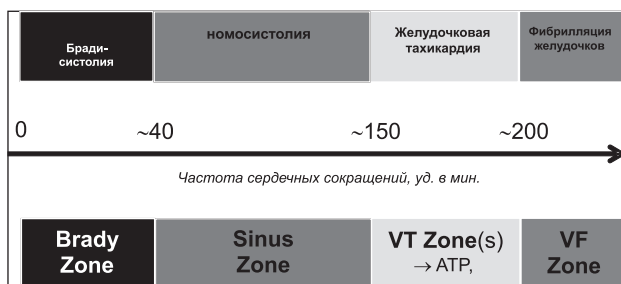 Бради-
систолия
номосистолия
Желудочковая
тахикардия
Фибрилляция
желудочков
0 ~40 ~150 ~200
Частота сердечных сокращений, уд. в мин.
Brady
Zone
Sinus
Zone
VT Zone(s)
→ ATP,
VF
Zone